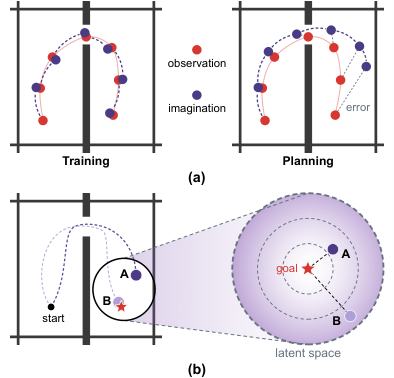 observation
imagination
error
Training
Planning
(a)
A
B
start
goal
A
B
latent space
(b)